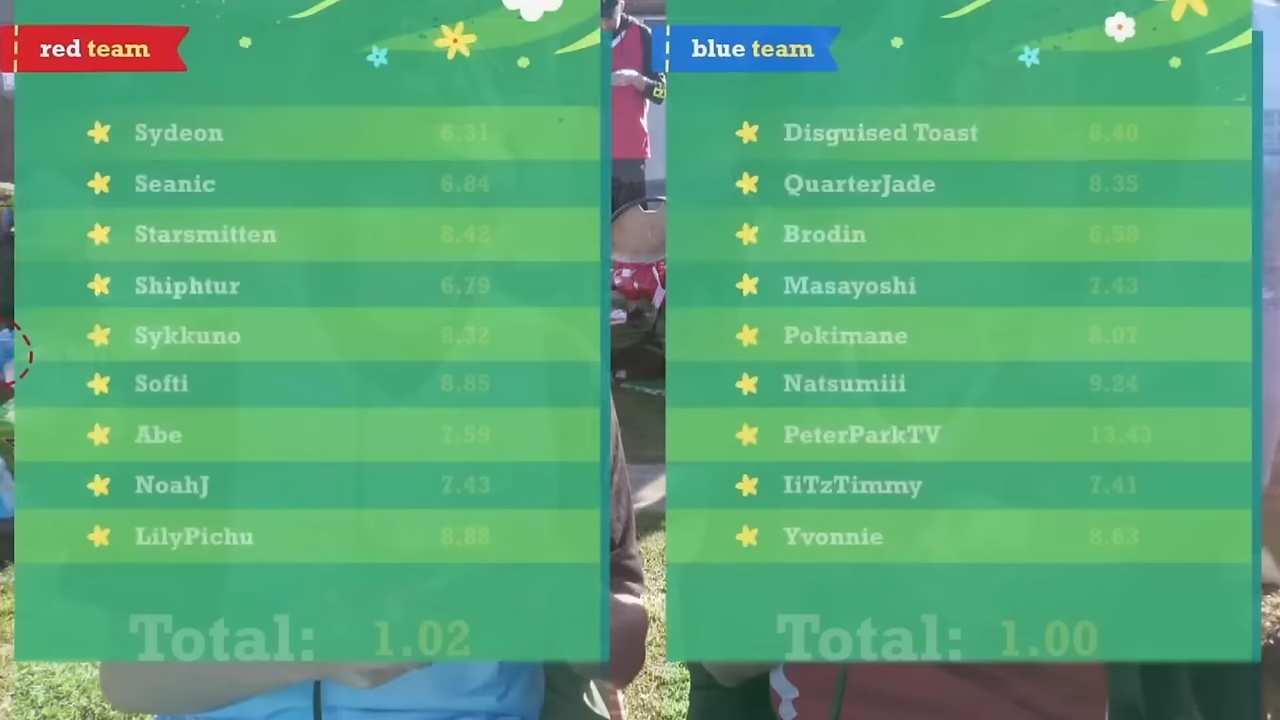 red team
Sydeon 6.31
Seanic 6.84
Starsmitten 8.42
Shiphtur 6.79
Sykkuno 8.32
Softi 8.85
Abe 7.59
NoahJ 7.43
LilyPichu 8.88
Total: 1.02
blue team
Disguised Toast 8.40
QuarterJade 8.35
Brodin 6.58
Masayoshi 7.43
Pokimane 8.07
Natsumiii 9.24
PeterParkTV 13.43
IiTzTimmy 7.41
Yvonnie 8.63
Total: 1.00